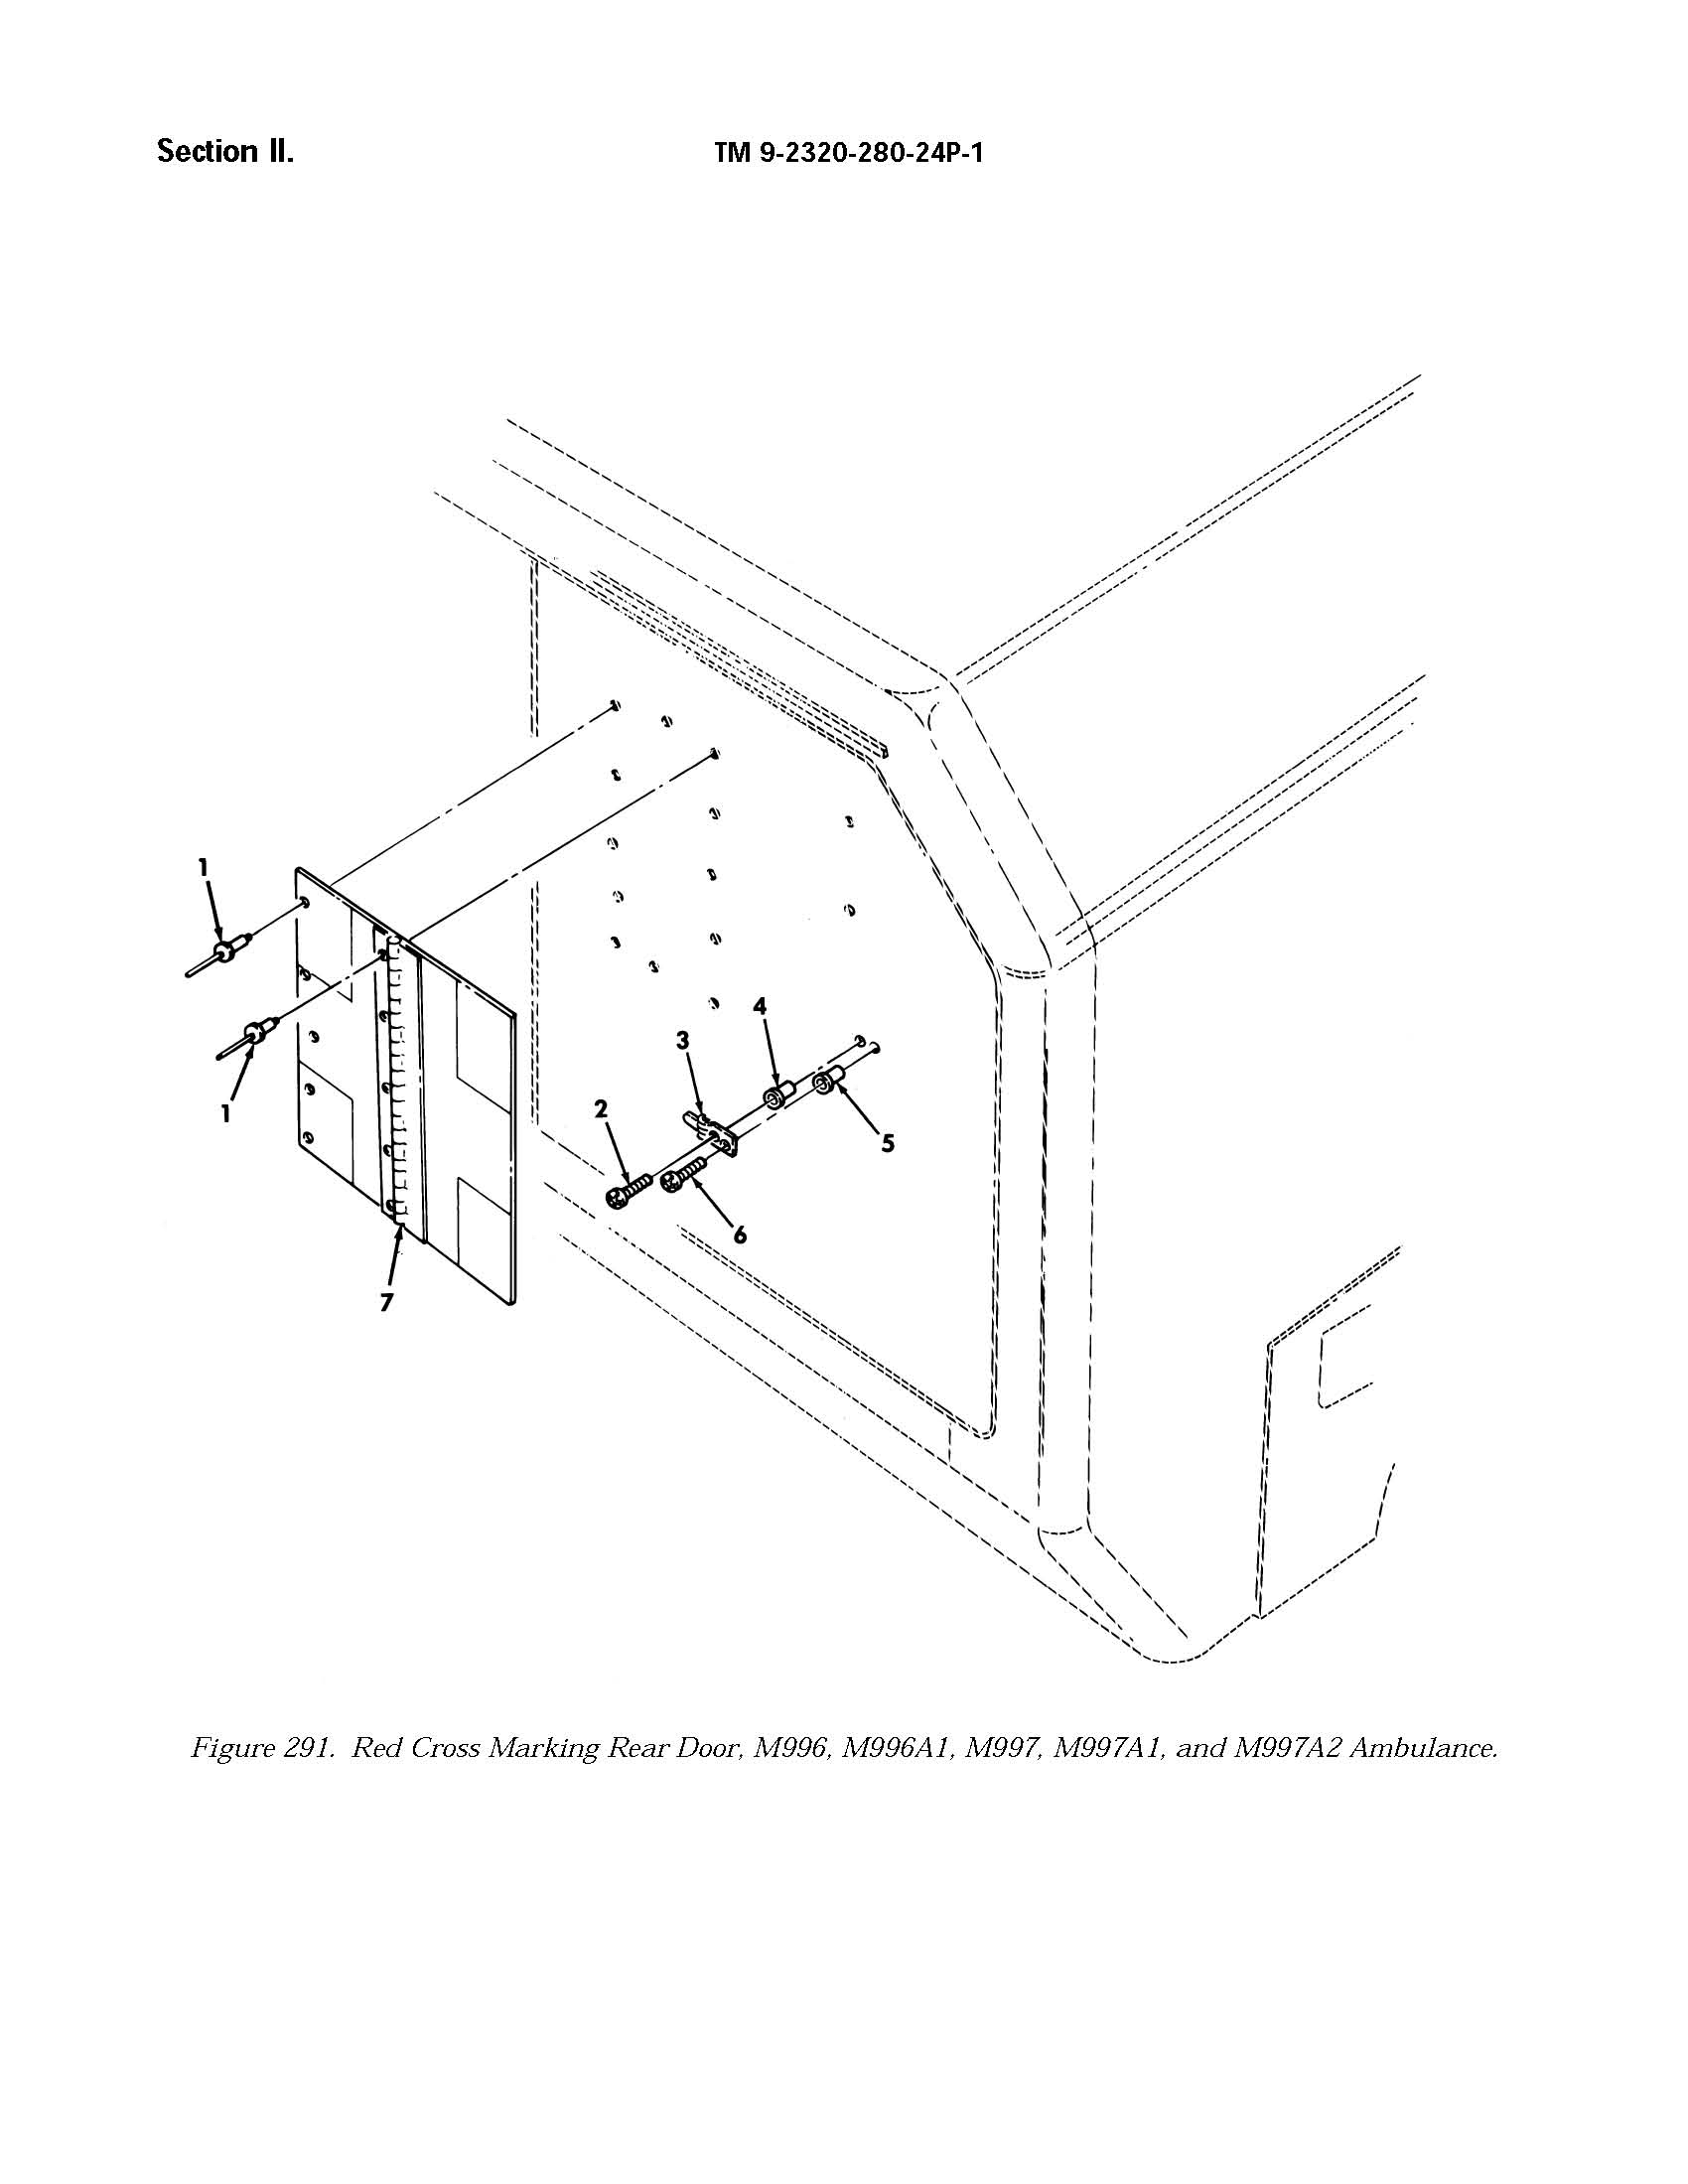 Section II.
TM 9-2320-280-24P-1
1
4
3
2
1
5
6
7
Figure 291. Red Cross Marking Rear Door, M996, M996A1, M997, M997A1, and M997A2 Ambulance.